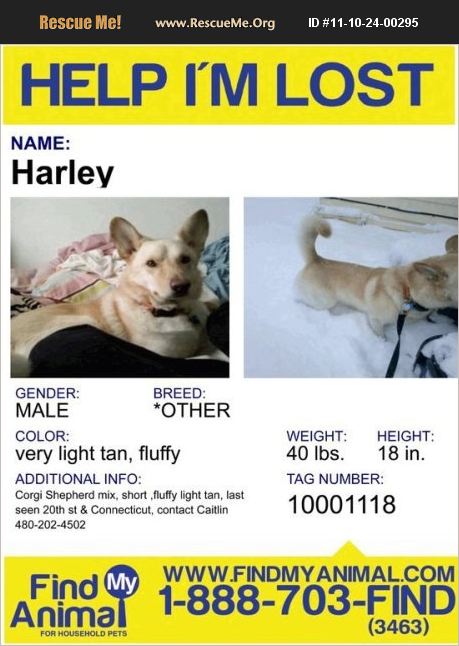 Rescue Me! www.RescueMe.Org ID #11-10-24-00295
HELP I´M LOST
NAME:
Harley
GENDER: BREED:
MALE *OTHER
COLOR: WEIGHT: HEIGHT:
very light tan, fluffy 40 lbs. 18 in.
ADDITIONAL INFO: TAG NUMBER:
Corgi Shepherd mix, short ,fluffy light tan, last
seen 20th st & Connecticut, contact Caitlin
480-202-4502
10001118
Find My
Animal
FOR HOUSEHOLD PETS
WWW.FINDMYANIMAL.COM
1-888-703-FIND
(3463)